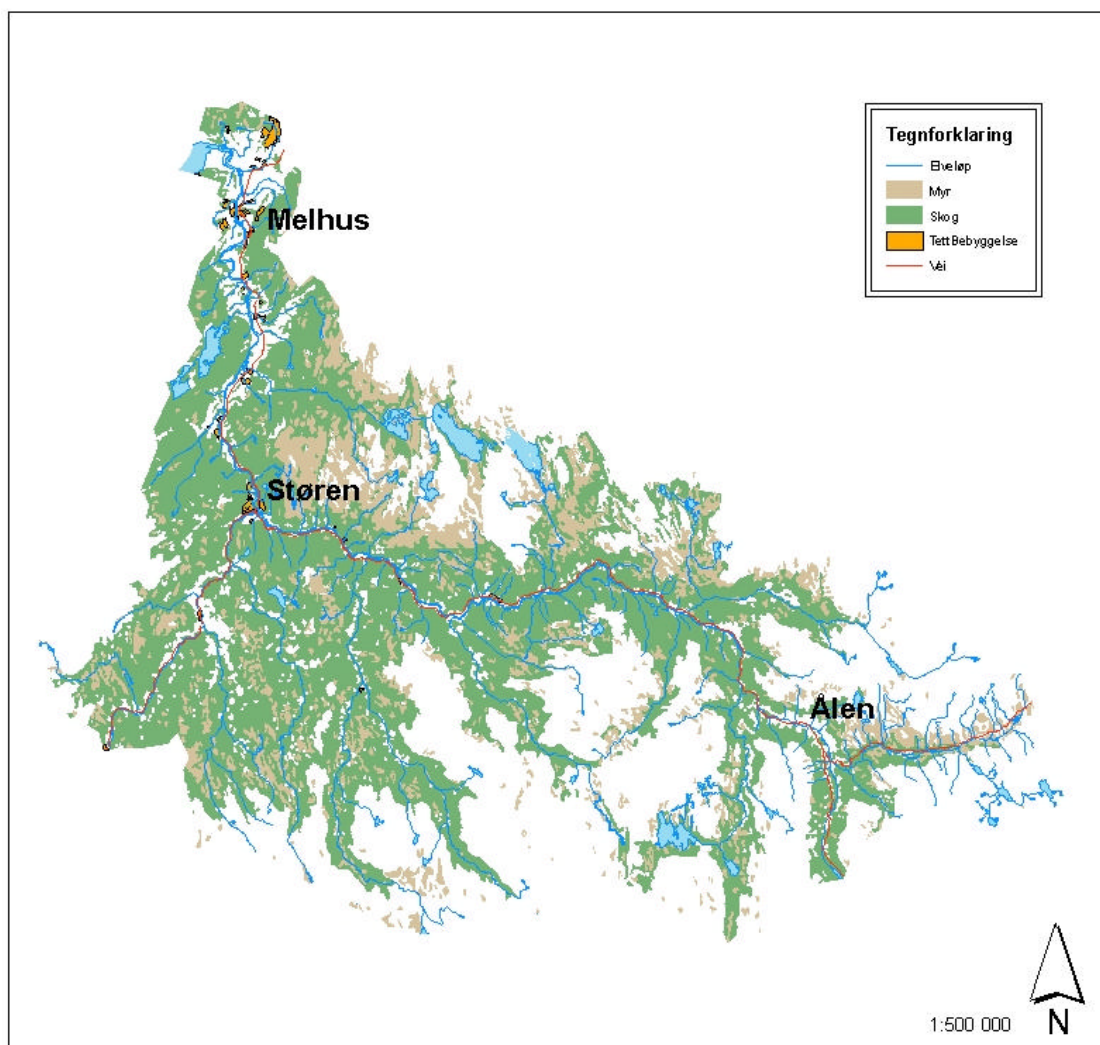 Tegnforklaring
Elveløp
Myr
Skog
Tett Bebyggelse
Vei
Melhus
Støren
Ålen
1:500 000
N